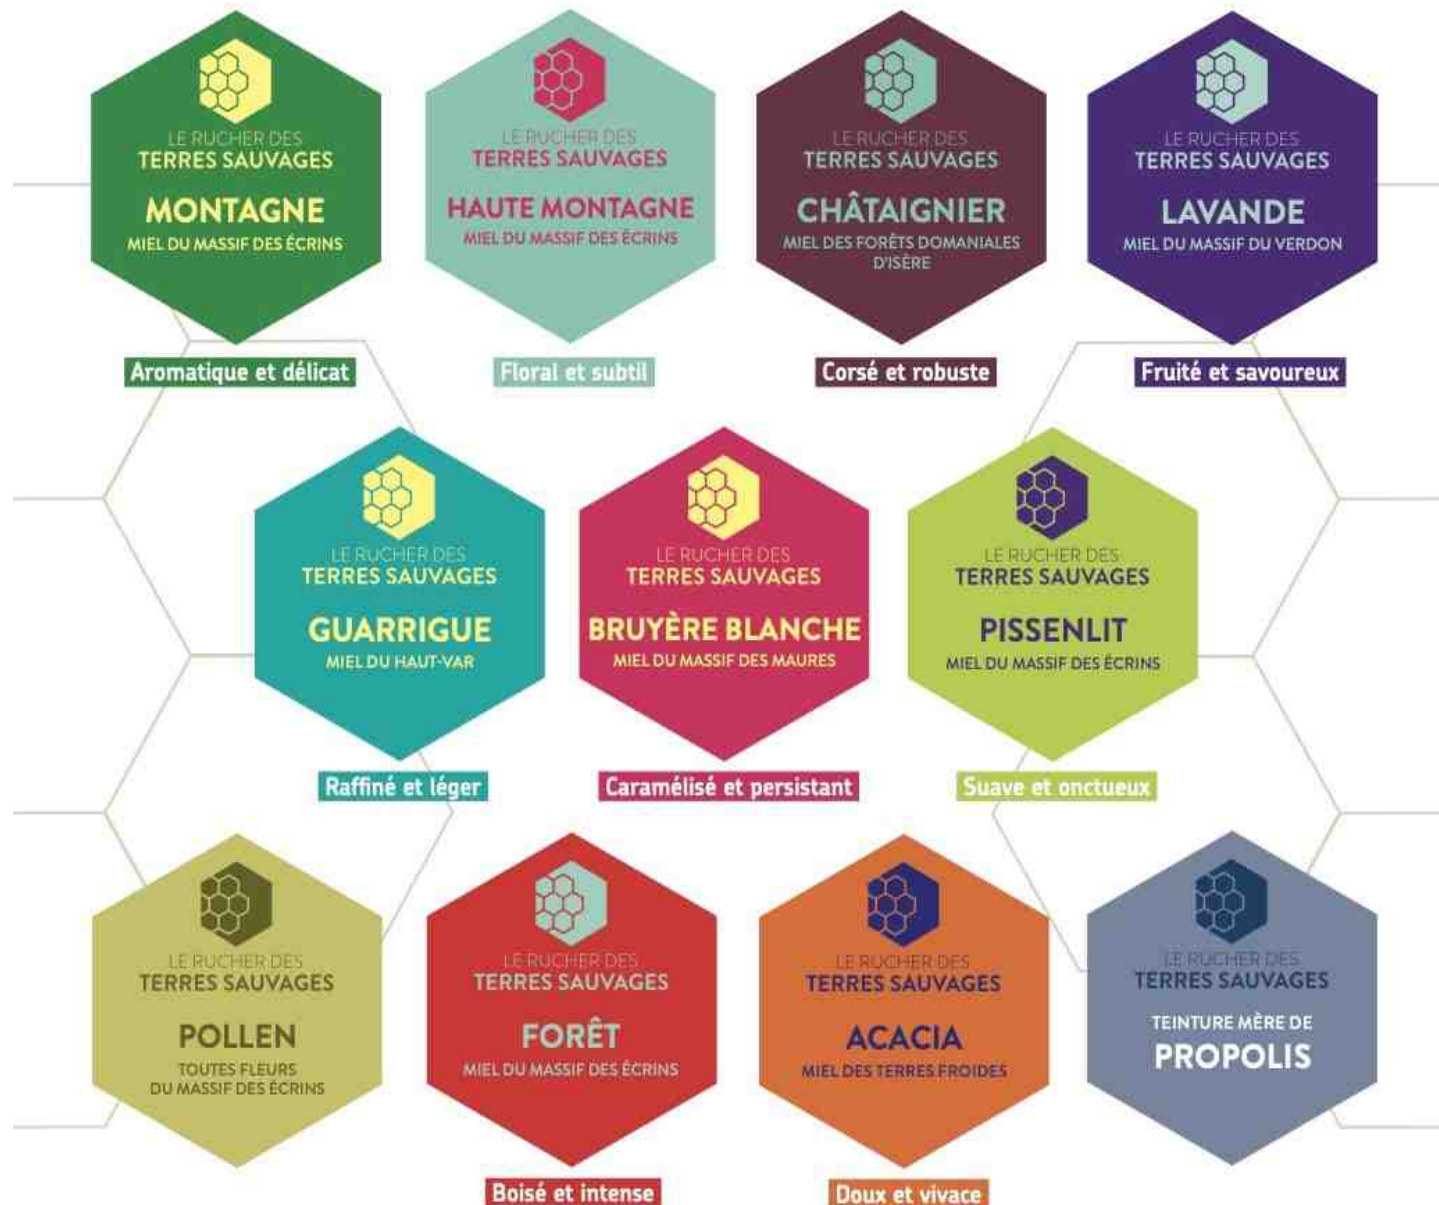 LE RUCHER DES
TERRES SAUVAGES
MONTAGNE
MIEL DU MASSIF DES ÉCRINS
Aromatique et délicat
LE RUCHER DES
TERRES SAUVAGES
HAUTE MONTAGNE
MIEL DU MASSIF DES ÉCRINS
Floral et subtil
LE RUCHER DES
TERRES SAUVAGES
CHÂTAIGNIER
MIEL DES FORÊTS DOMANIALES
D'ISÈRE
Corsé et robuste
LE RUCHER DES
TERRES SAUVAGES
LAVANDE
MIEL DU MASSIF DU VERDON
Fruité et savoureux
LE RUCHER DES
TERRES SAUVAGES
GUARRIGUE
MIEL DU HAUT-VAR
Raffiné et léger
LE RUCHER DES
TERRES SAUVAGES
BRUYÈRE BLANCHE
MIEL DU MASSIF DES MAURES
Caramélisé et persistant
LE RUCHER DES
TERRES SAUVAGES
PISSENLIT
MIEL DU MASSIF DES ÉCRINS
Suave et onctueux
LE RUCHER DES
TERRES SAUVAGES
POLLEN
TOUTES FLEURS
DU MASSIF DES ÉCRINS
LE RUCHER DES
TERRES SAUVAGES
FORÊT
MIEL DU MASSIF DES ÉCRINS
Boisé et intense
LE RUCHER DES
TERRES SAUVAGES
ACACIA
MIEL DES TERRES FROIDES
Doux et vivace
LE RUCHER DES
TERRES SAUVAGES
TEINTURE MÈRE DE
PROPOLIS